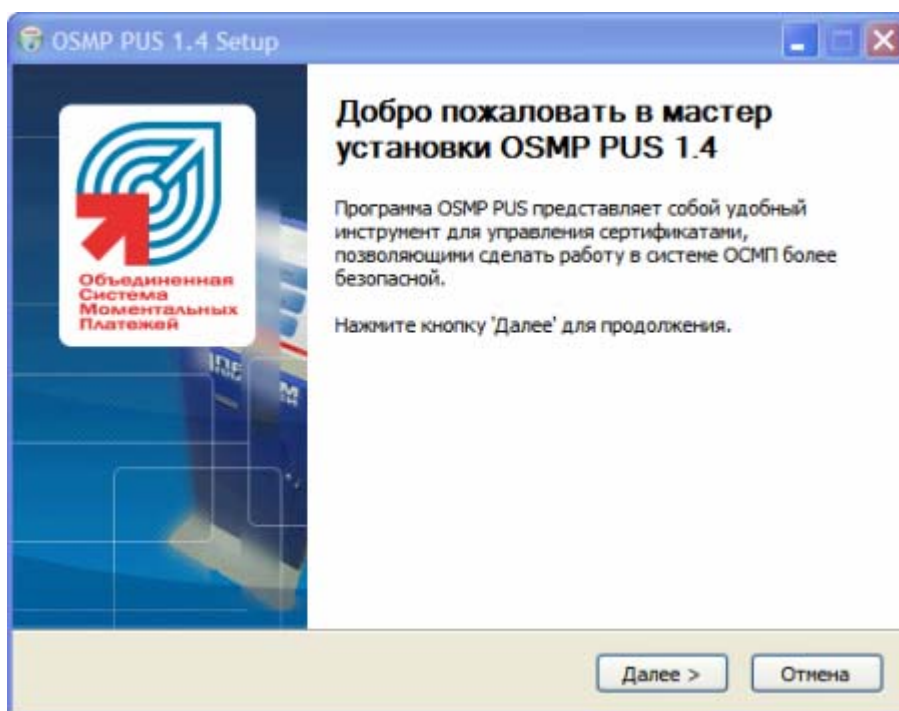 OSMP PUS 1.4 Setup
Объединенная
Система
Моментальных
Платежей
Добро пожаловать в мастер
установки OSMP PUS 1.4
Программа OSMP PUS представляет собой удобный
инструмент для управления сертификатами,
позволяющими сделать работу в системе ОСМП более
безопасной.
Нажмите кнопку 'Далее' для продолжения.
Далее >
Отмена